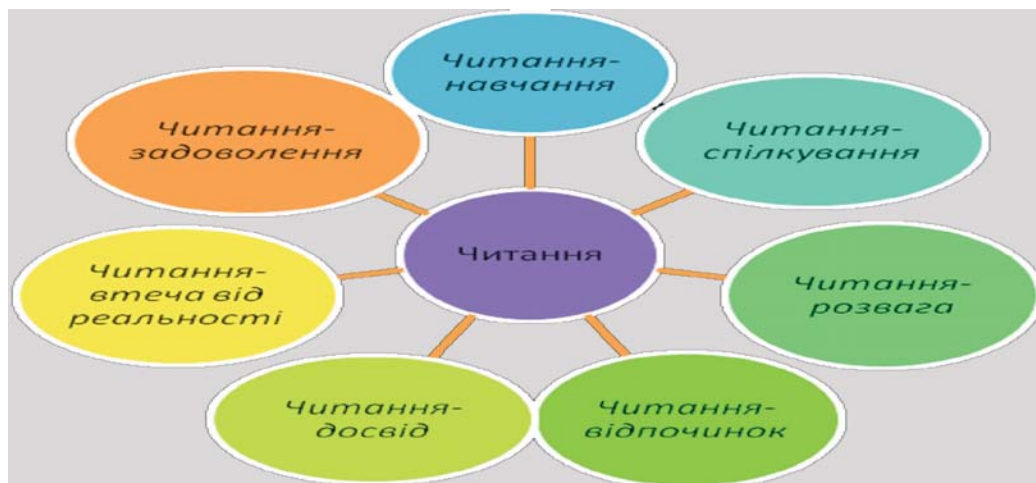 Читання-
навчання
Читання-
спілкування
Читання-
розвага
Читання-
відпочинок
Читання-
досвід
Читання-
втеча від
реальності
Читання-
задоволення
Читання